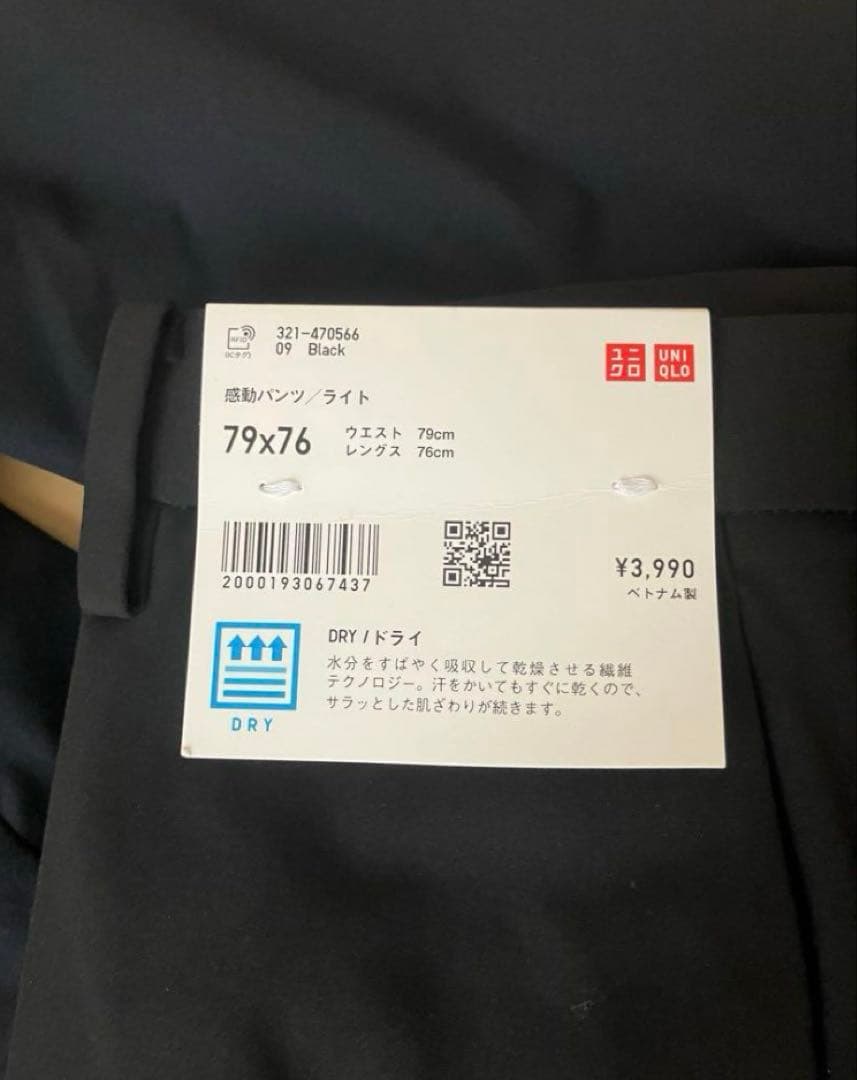 RFID
(ICタグ)
321-470566
09 Black
ユニ
クロ
UNI
QLO
感動パンツ/ライト
79x76
ウエスト 79cm
レングス 76cm
2000193067437
¥3,990
ベトナム製
DRY
DRY/ドライ
水分をすばやく吸収して乾燥させる繊維
テクノロジー。汗をかいてもすぐに乾くので、
サラッとした肌ざわりが続きます。